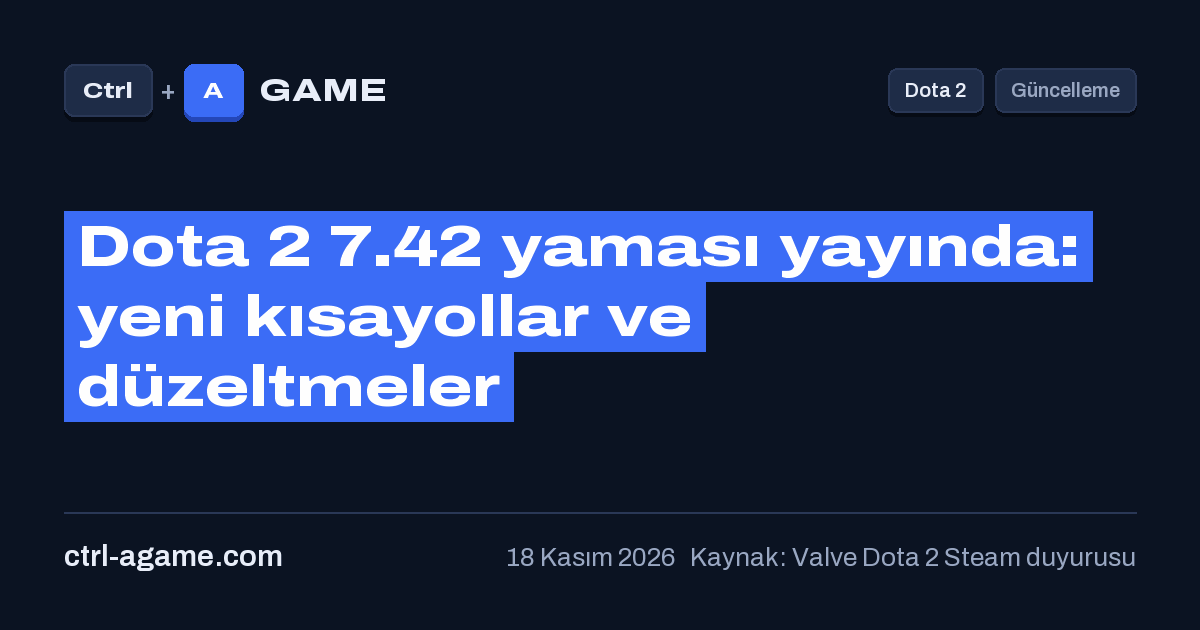 Ctrl + A GAME
Dota 2 Güncelleme
Dota 2 7.42 yaması yayında:
yeni kısayollar ve
düzeltmeler
ctrl-agame.com
18 Kasım 2026 Kaynak: Valve Dota 2 Steam duyurusu